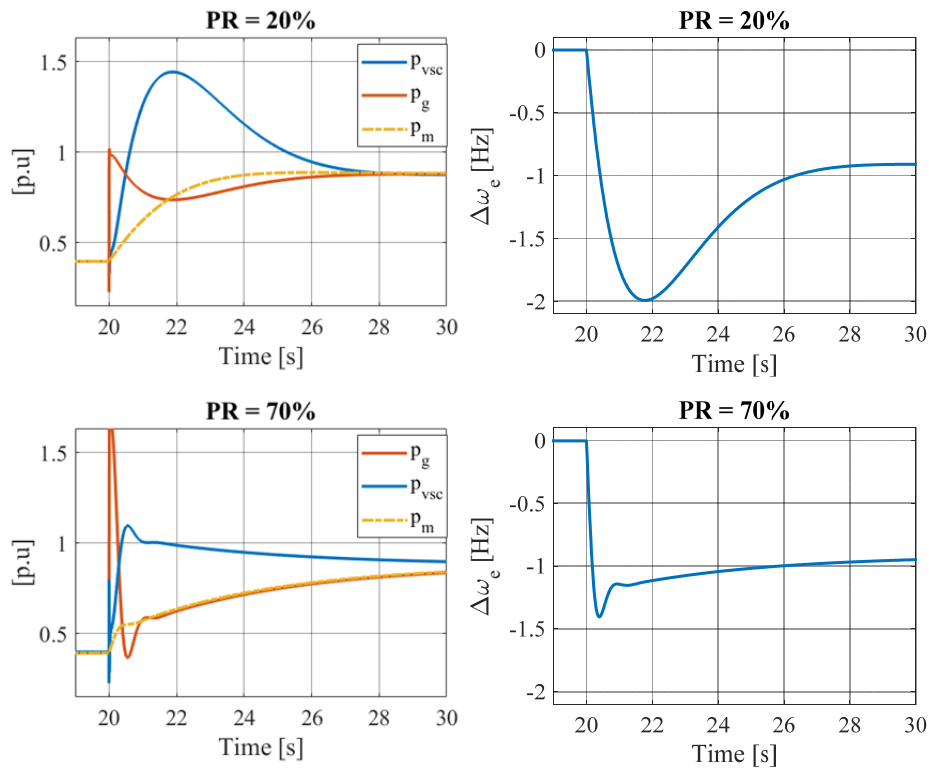 PR = 20%
[p.u]
1.5
1
0.5
p_vsc
p_g
p_m
20 22 24 26 28 30
Time [s]
PR = 20%
Δω_e [Hz]
0
-0.5
-1
-1.5
-2
20 22 24 26 28 30
Time [s]
PR = 70%
[p.u]
1.5
1
0.5
p_g
p_vsc
p_m
20 22 24 26 28 30
Time [s]
PR = 70%
Δω_e [Hz]
0
-0.5
-1
-1.5
-2
20 22 24 26 28 30
Time [s]